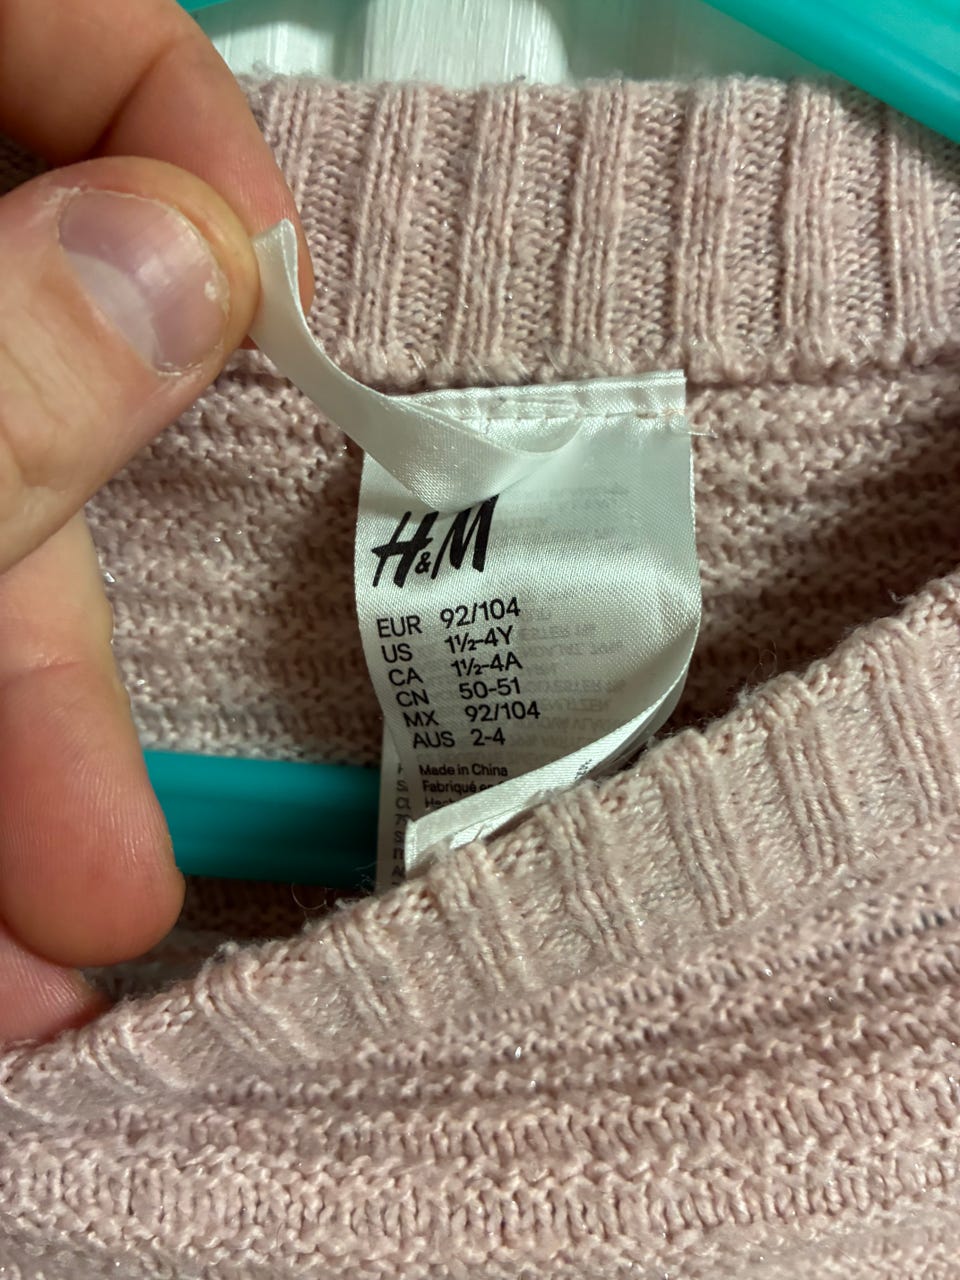 H&M
EUR 92/104
US 1½-4Y
CA 1½-4A
CN 50-51
MX 92/104
AUS 2-4
Made in China
Fabriqué